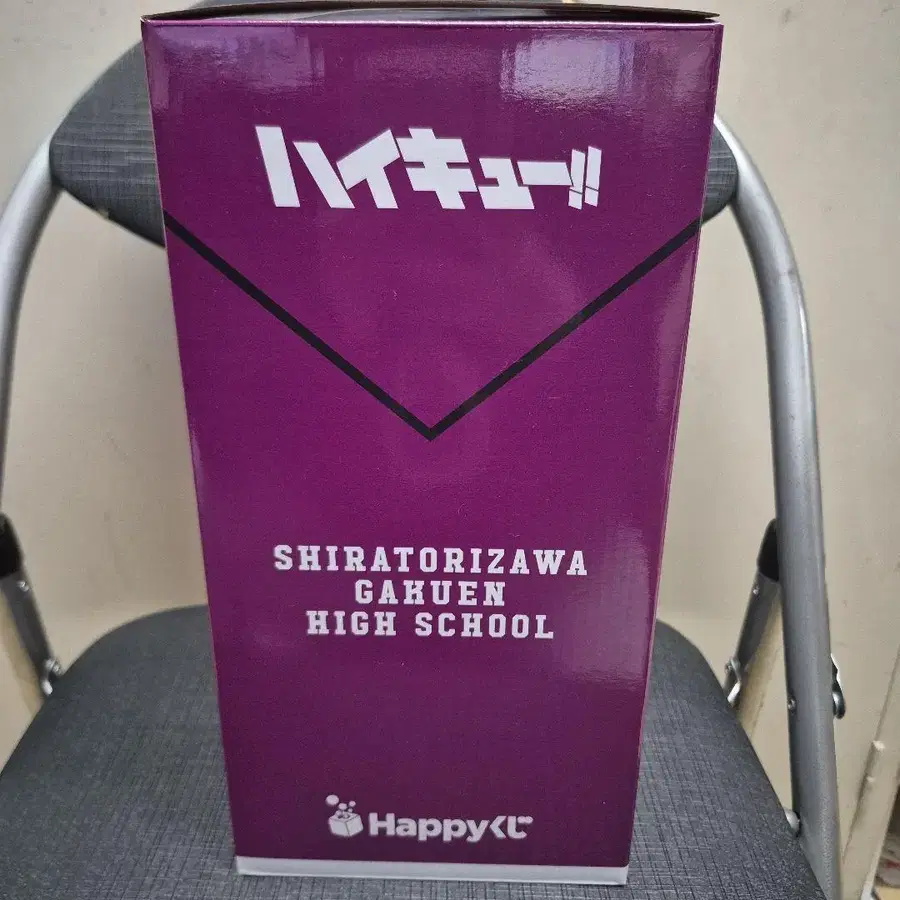 ハイキュー!!
SHIRATORIZAWA
GAKUEN
HIGH SCHOOL
Happyくじ